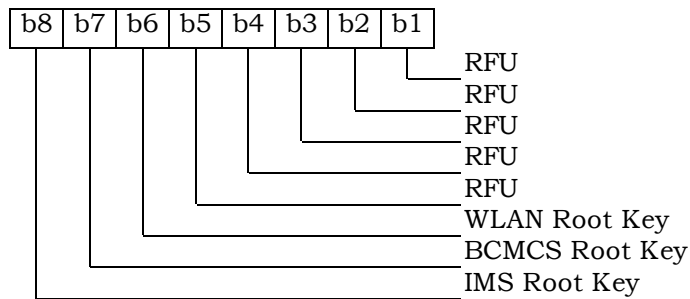 b8 b7 b6 b5 b4 b3 b2 b1
RFU
RFU
RFU
RFU
RFU
WLAN Root Key
BCMCS Root Key
IMS Root Key